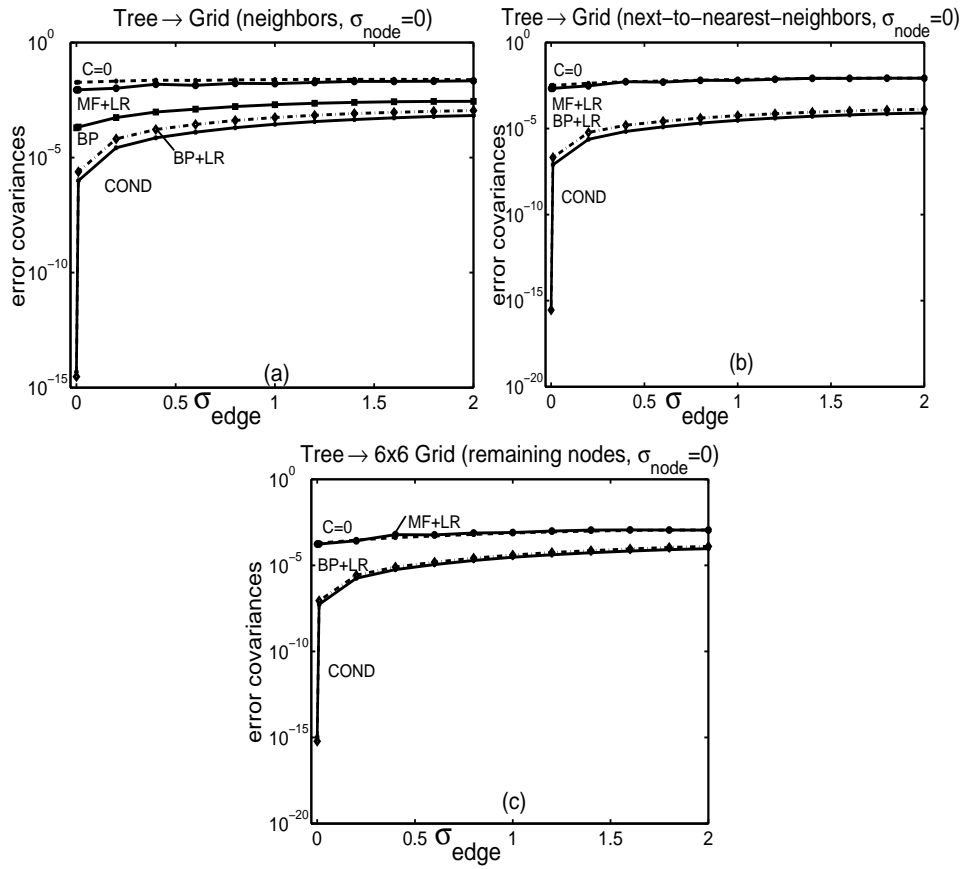 Tree → Grid (neighbors, σnode=0)
10^0
C=0
MF+LR
BP
BP+LR
COND
10^-5
10^-10
10^-15
error covariances
(a)
0 0.5 1 1.5 2
σedge
Tree → Grid (next-to-nearest-neighbors, σnode=0)
10^0
C=0
MF+LR
BP+LR
COND
10^-5
10^-10
10^-15
10^-20
error covariances
(b)
0 0.5 1 1.5 2
σedge
Tree → 6x6 Grid (remaining nodes, σnode=0)
10^0
C=0
MF+LR
BP+LR
COND
10^-5
10^-10
10^-15
10^-20
error covariances
(c)
0 0.5 1 1.5 2
σedge